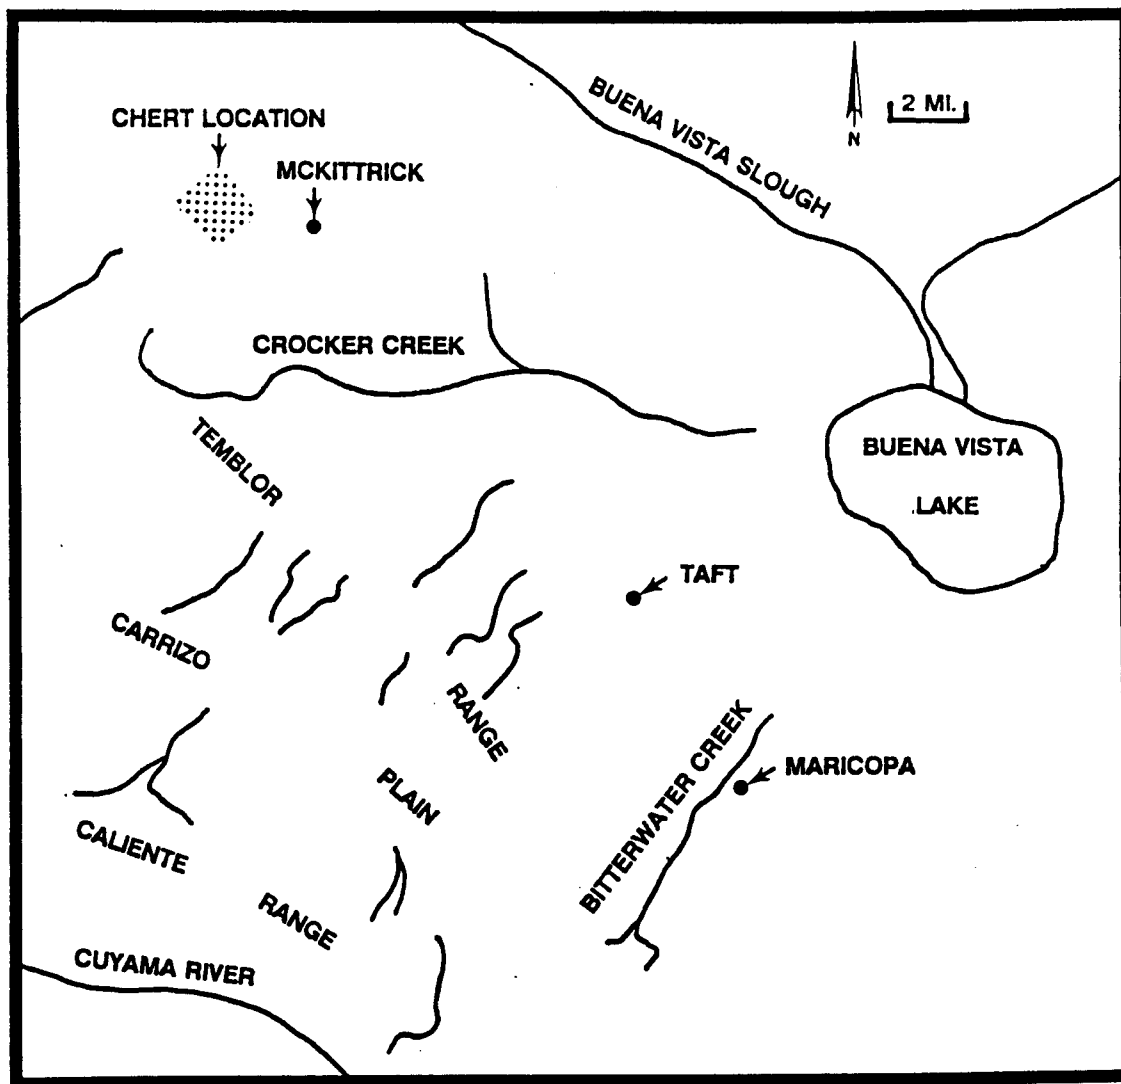 BUENA VISTA SLOUGH
2 MI.
N
CHERT LOCATION
MCKITTRICK
CROCKER CREEK
TEMBLOR
BUENA VISTA
LAKE
TAFT
CARRIZO
RANGE
BITTERWATER CREEK
MARICOPA
PLAIN
CALIENTE
RANGE
CUYAMA RIVER